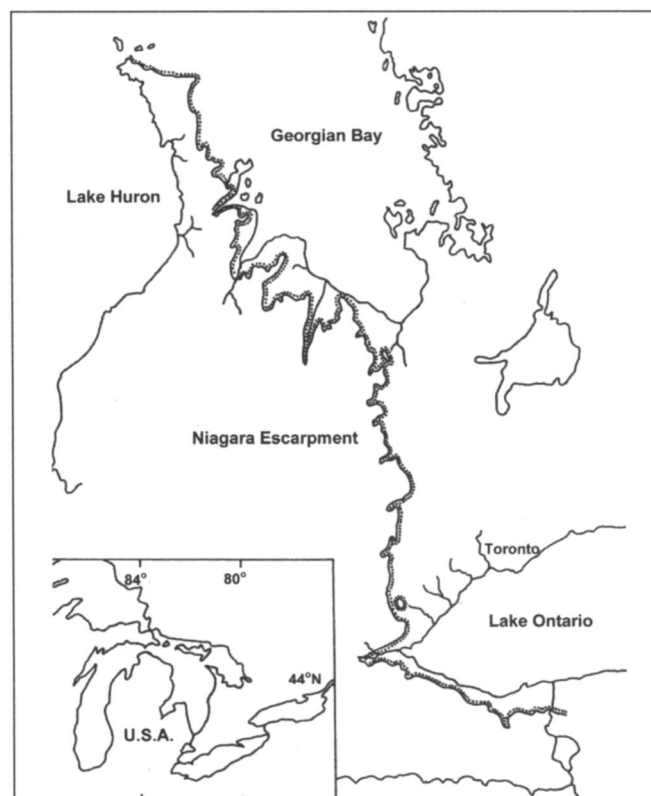 Georgian Bay
Lake Huron
Niagara Escarpment
Toronto
84° 80°
Lake Ontario
44°N
U.S.A.